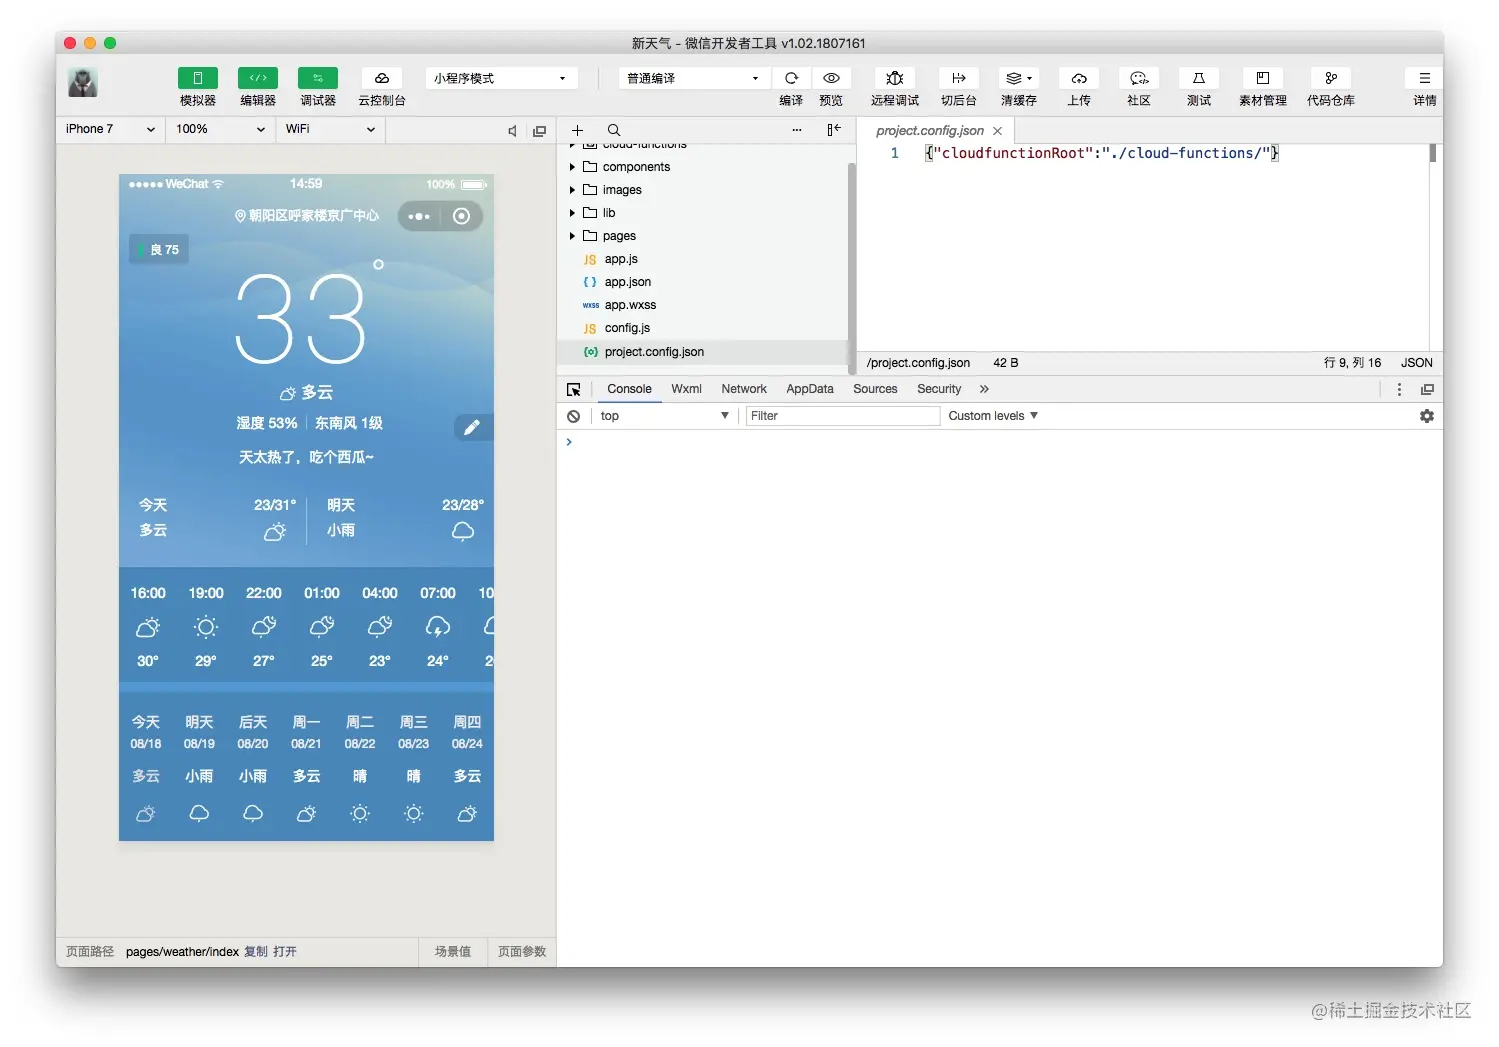 新天气 - 微信开发者工具 v1.02.1807161
模拟器 编辑器 调试器 云控制台 小程序模式 普通编译 编译 预览 远程调试 切后台 清缓存 上传 社区 测试 素材管理 代码仓库 详情
iPhone 7 100% WiFi
●●●●● WeChat 14:59 100%
朝阳区呼家楼京广中心
良 75
33°
多云
湿度 53% 东南风 1级
天太热了，吃个西瓜~
今天 23/31° 明天 23/28°
多云 小雨
16:00 19:00 22:00 01:00 04:00 07:00 10
30° 29° 27° 25° 23° 24° 2
今天 明天 后天 周一 周二 周三 周四
08/18 08/19 08/20 08/21 08/22 08/23 08/24
多云 小雨 小雨 多云 晴 晴 多云
页面路径 pages/weather/index 复制 打开 场景值 页面参数
cloud-functions
components
images
lib
pages
JS app.js
{ } app.json
wxss app.wxss
JS config.js
project.config.json
project.config.json
1 {"cloudfunctionRoot":"./cloud-functions/"}
/project.config.json 42 B 行 9, 列 16 JSON
Console Wxml Network AppData Sources Security »
top Filter Custom levels
@稀土掘金技术社区